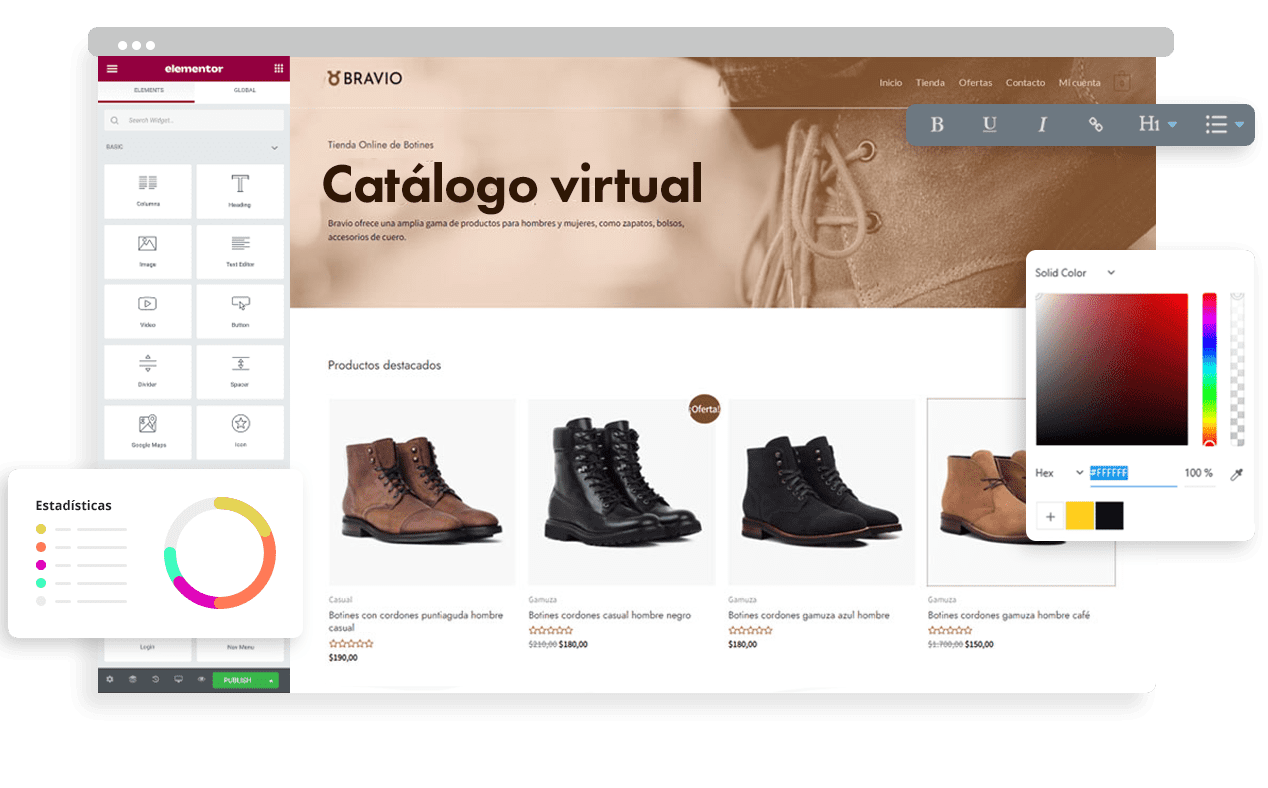 elementor
ELEMENTS GLOBAL
Search Widget...
BASIC
Columns Heading
Image Text Editor
Video Button
Divider Spacer
Google Maps Icon
Login Nav Menu
PUBLISH
Estadísticas
BRAVIO
Inicio Tienda Ofertas Contacto Mi cuenta 0
B U I H1
Tienda Online de Botines
Catálogo virtual
Bravio ofrece una amplia gama de productos para hombres y mujeres, como zapatos, bolsos,
accesorios de cuero.
Solid Color
Hex #FFFFFF 100 %
+
Productos destacados
¡Oferta!
Casual
Botines con cordones puntiaguda hombre
casual
$190,00
Gamuza
Botines cordones casual hombre negro
$210,00 $180,00
Gamuza
Botines cordones gamuza azul hombre
$180,00
Gamuza
Botines cordones gamuza hombre café
$1.700,00 $150,00